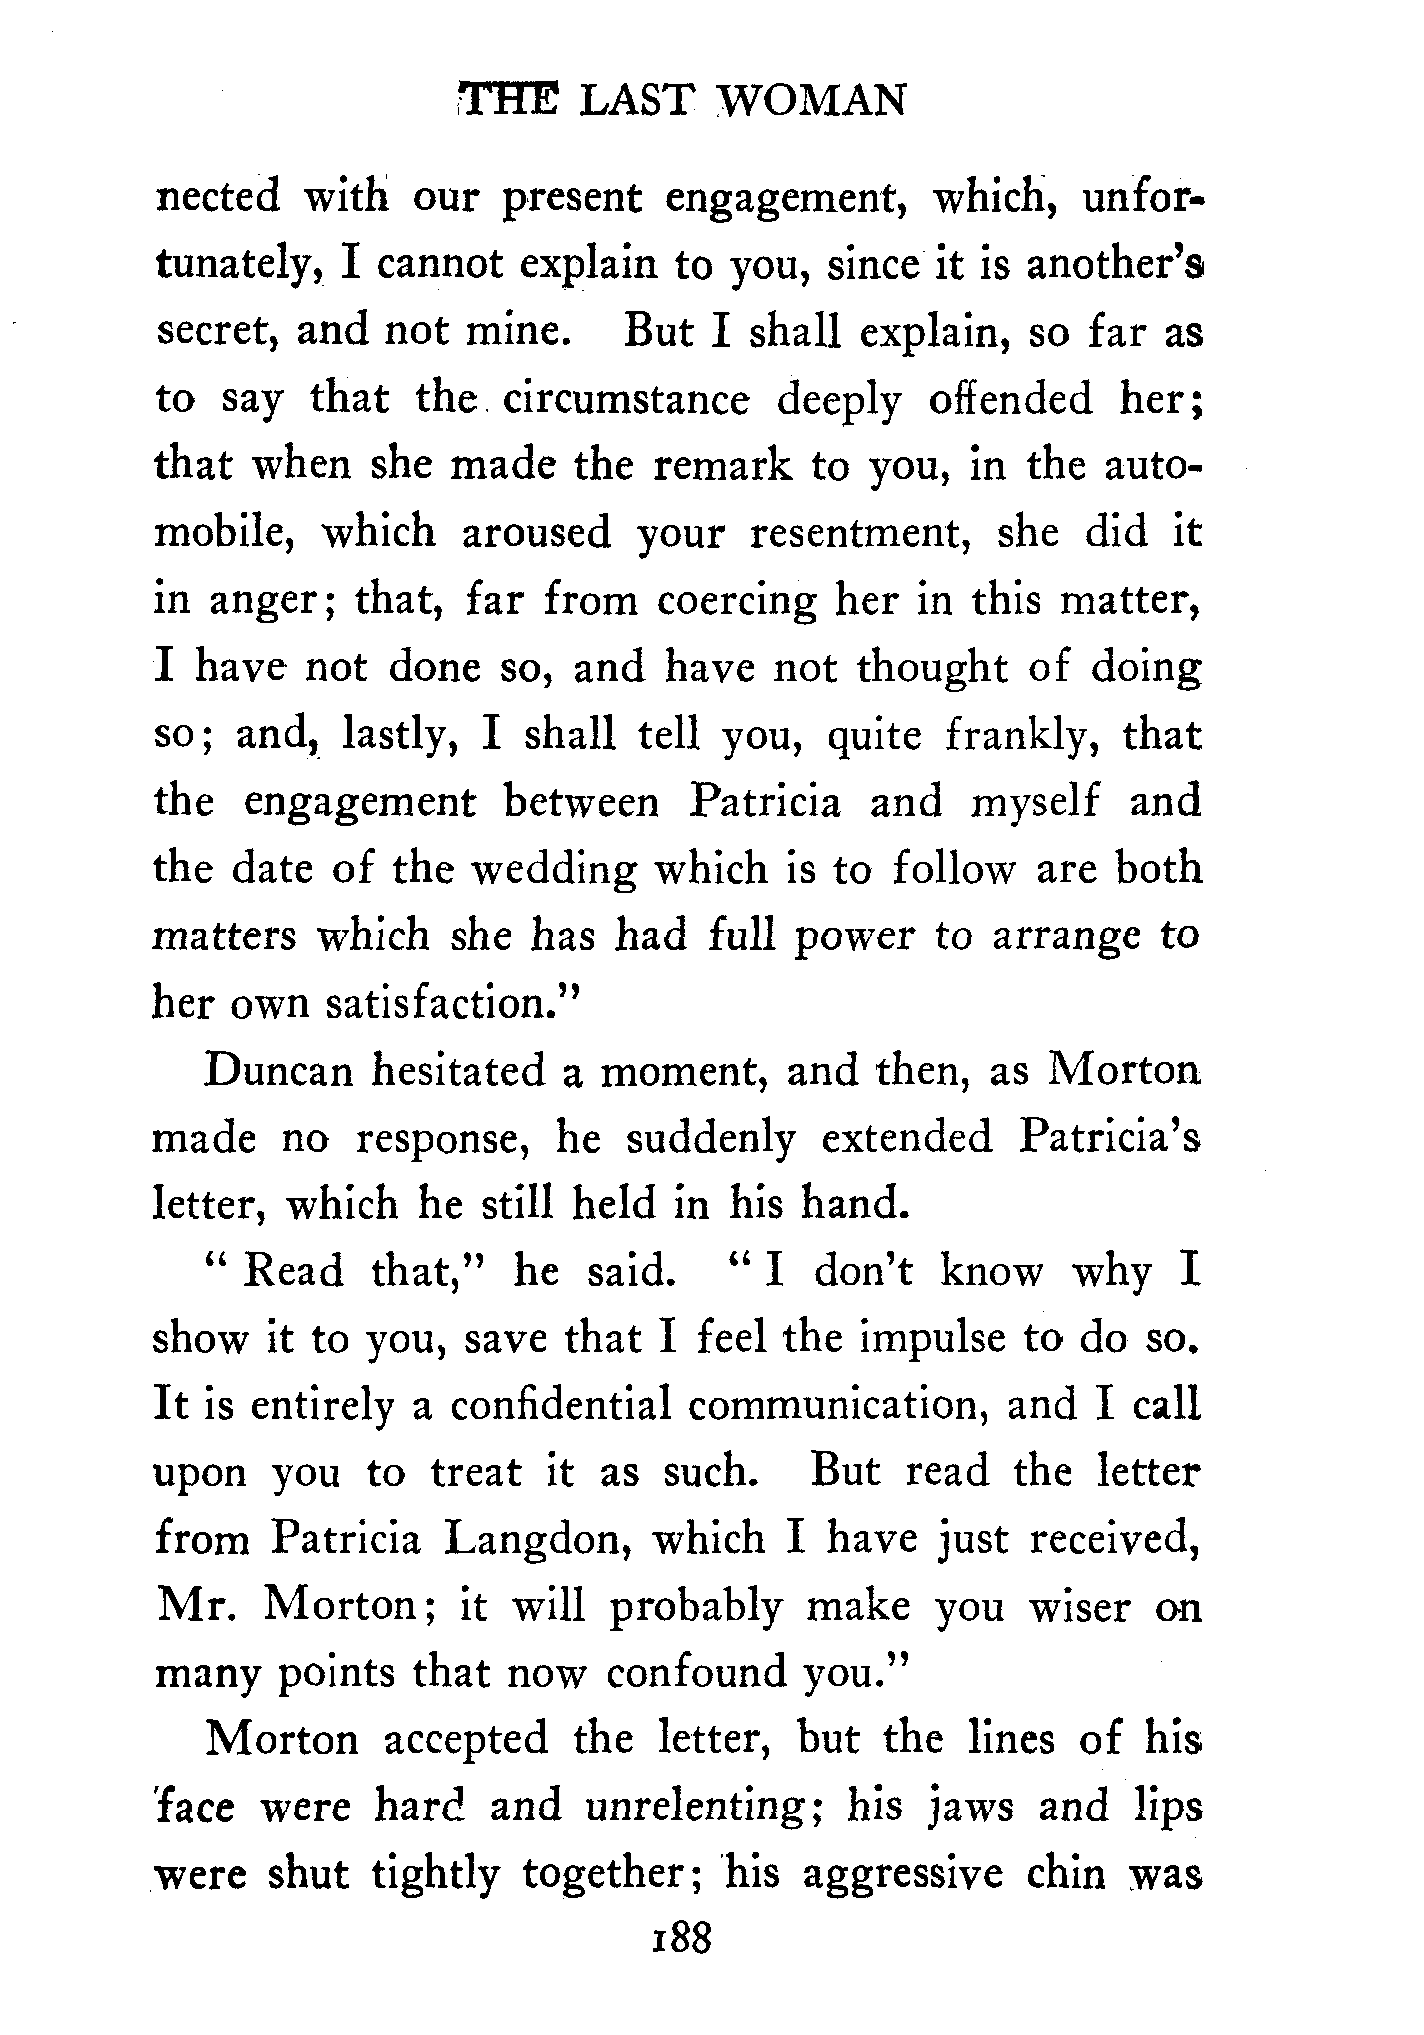 THE LAST WOMAN
nected with our present engagement, which, unfor-
tunately, I cannot explain to you, since it is another's
secret, and not mine. But I shall explain, so far as
to say that the circumstance deeply offended her;
that when she made the remark to you, in the auto-
mobile, which aroused your resentment, she did it
in anger; that, far from coercing her in this matter,
I have not done so, and have not thought of doing
so; and, lastly, I shall tell you, quite frankly, that
the engagement between Patricia and myself and
the date of the wedding which is to follow are both
matters which she has had full power to arrange to
her own satisfaction."
Duncan hesitated a moment, and then, as Morton
made no response, he suddenly extended Patricia's
letter, which he still held in his hand.
" Read that," he said. " I don't know why I
show it to you, save that I feel the impulse to do so.
It is entirely a confidential communication, and I call
upon you to treat it as such. But read the letter
from Patricia Langdon, which I have just received,
Mr. Morton; it will probably make you wiser on
many points that now confound you."
Morton accepted the letter, but the lines of his
face were hard and unrelenting; his jaws and lips
were shut tightly together; his aggressive chin was
188